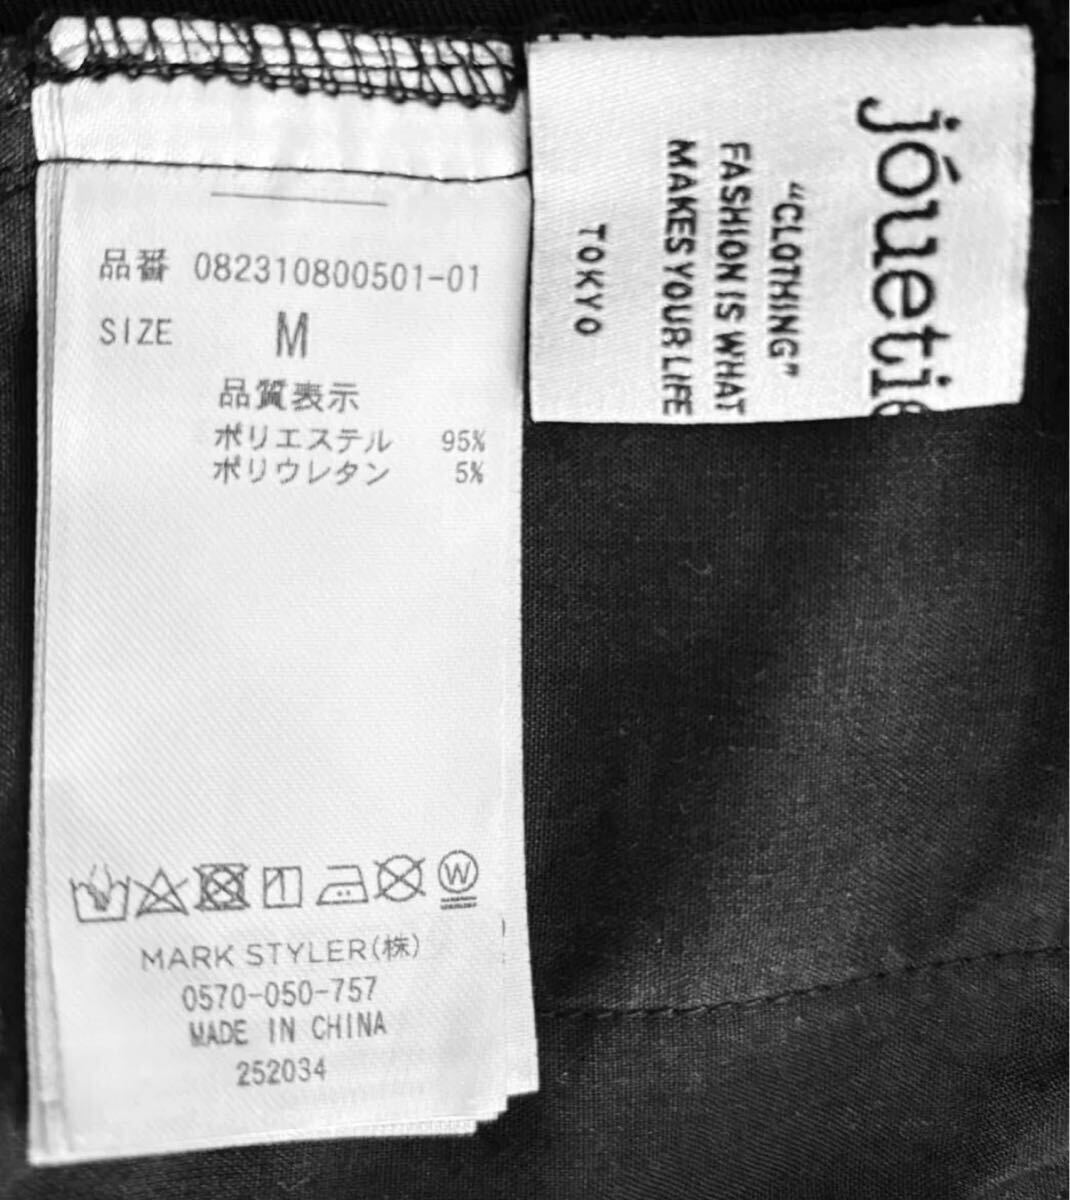 品番 082310800501-01
SIZE M
品質表示
ポリエステル 95%
ポリウレタン 5%
W
MARK STYLER(株)
0570-050-757
MADE IN CHINA
252034
jóueti
"CLOTHING"
FASHION IS WHAT
MAKES YOUR LIFE
TOKYO